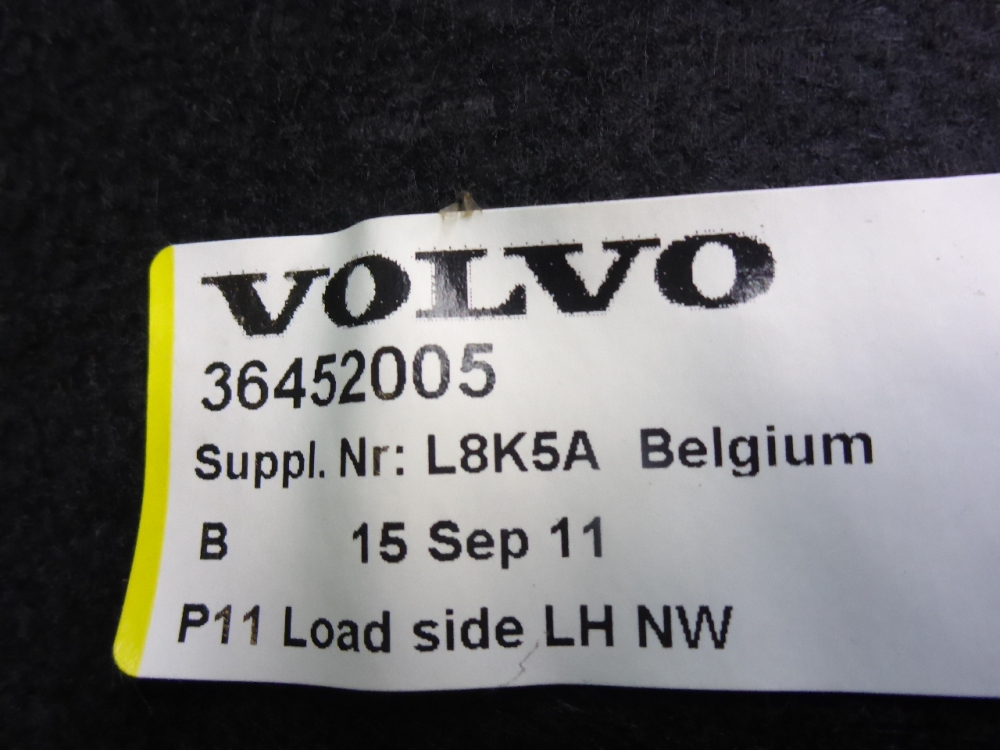 VOLVO
36452005
Suppl. Nr: L8K5A Belgium
B 15 Sep 11
P11 Load side LH NW